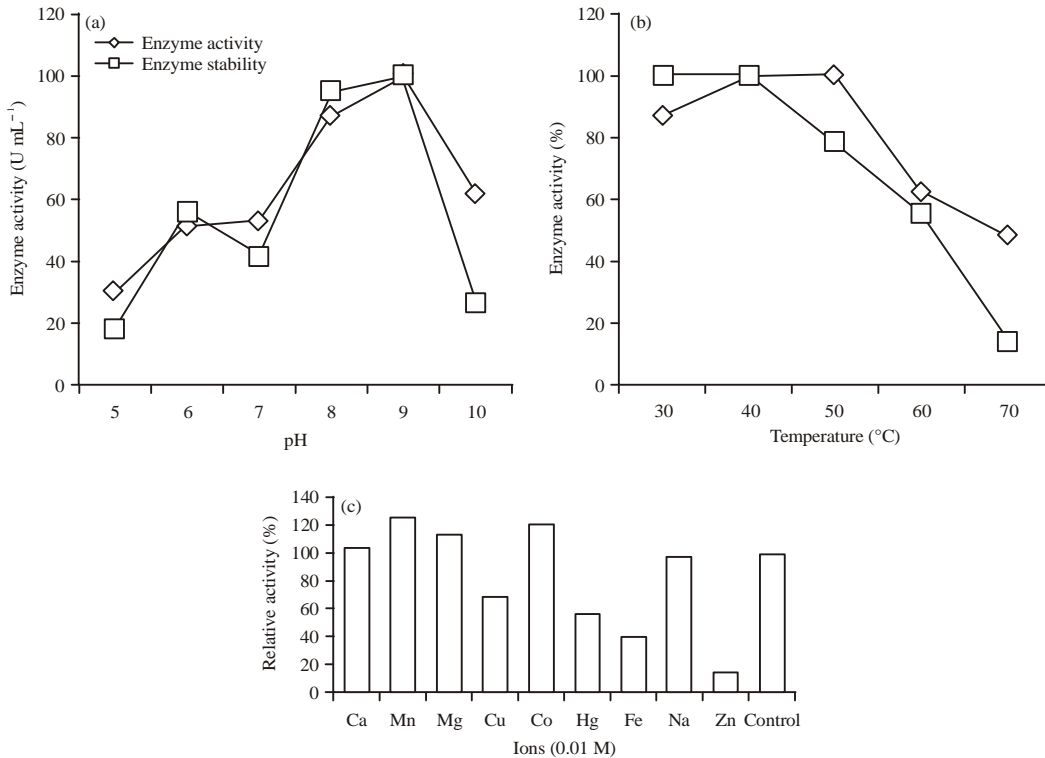 (a)
Enzyme activity
Enzyme stability
Enzyme activity (U mL⁻¹)
120
100
80
60
40
20
0
5 6 7 8 9 10
pH
(b)
Enzyme activity (%)
120
100
80
60
40
20
0
30 40 50 60 70
Temperature (°C)
(c)
Relative activity (%)
140
120
100
80
60
40
20
0
Ca Mn Mg Cu Co Hg Fe Na Zn Control
Ions (0.01 M)